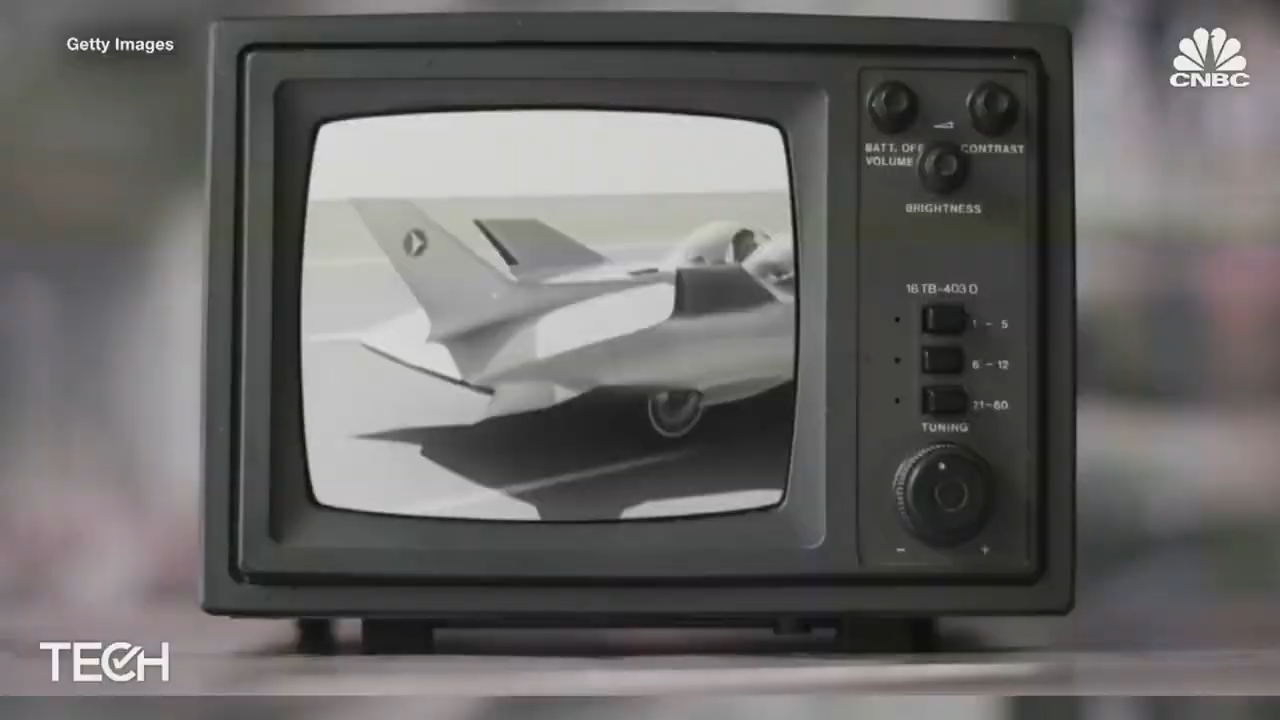 Getty Images
CNBC
BATT. OFF
VOLUME
CONTRAST
BRIGHTNESS
16 TB-403 D
1 - 5
6 - 12
21-60
TUNING
- +
TECH